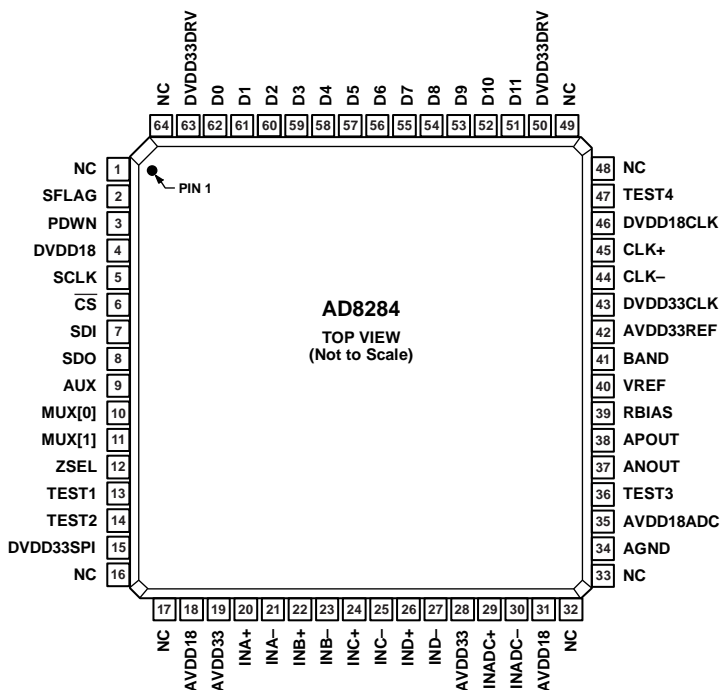 NC
DVDD33DRV
D0
D1
D2
D3
D4
D5
D6
D7
D8
D9
D10
D11
DVDD33DRV
NC
64 63 62 61 60 59 58 57 56 55 54 53 52 51 50 49
NC 1
SFLAG 2
PDWN 3
DVDD18 4
SCLK 5
CS 6
SDI 7
SDO 8
AUX 9
MUX[0] 10
MUX[1] 11
ZSEL 12
TEST1 13
TEST2 14
DVDD33SPI 15
NC 16
PIN 1
AD8284
TOP VIEW
(Not to Scale)
48 NC
47 TEST4
46 DVDD18CLK
45 CLK+
44 CLK–
43 DVDD33CLK
42 AVDD33REF
41 BAND
40 VREF
39 RBIAS
38 APOUT
37 ANOUT
36 TEST3
35 AVDD18ADC
34 AGND
33 NC
17 18 19 20 21 22 23 24 25 26 27 28 29 30 31 32
NC
AVDD18
AVDD33
INA+
INA–
INB+
INB–
INC+
INC–
IND+
IND–
AVDD33
INADC+
INADC–
AVDD18
NC